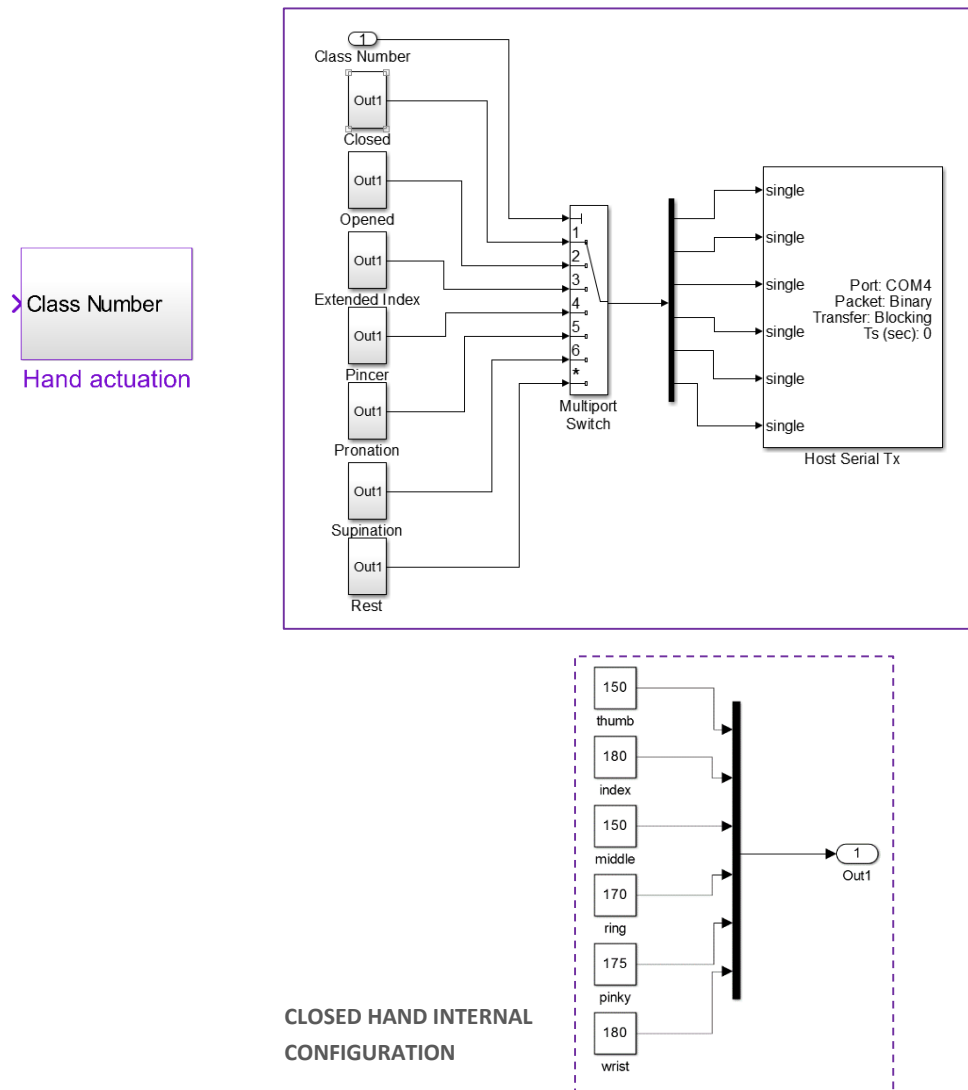 1
Class Number
Out1
Closed
Out1
Opened
Out1
Extended Index
Out1
Pincer
Out1
Pronation
Out1
Supination
Out1
Rest
1
2
3
4
5
6
*
Multiport
Switch
single
single
single
single
single
single
Port: COM4
Packet: Binary
Transfer: Blocking
Ts (sec): 0
Host Serial Tx
Class Number
Hand actuation
150
thumb
180
index
150
middle
170
ring
175
pinky
180
wrist
1
Out1
CLOSED HAND INTERNAL
CONFIGURATION